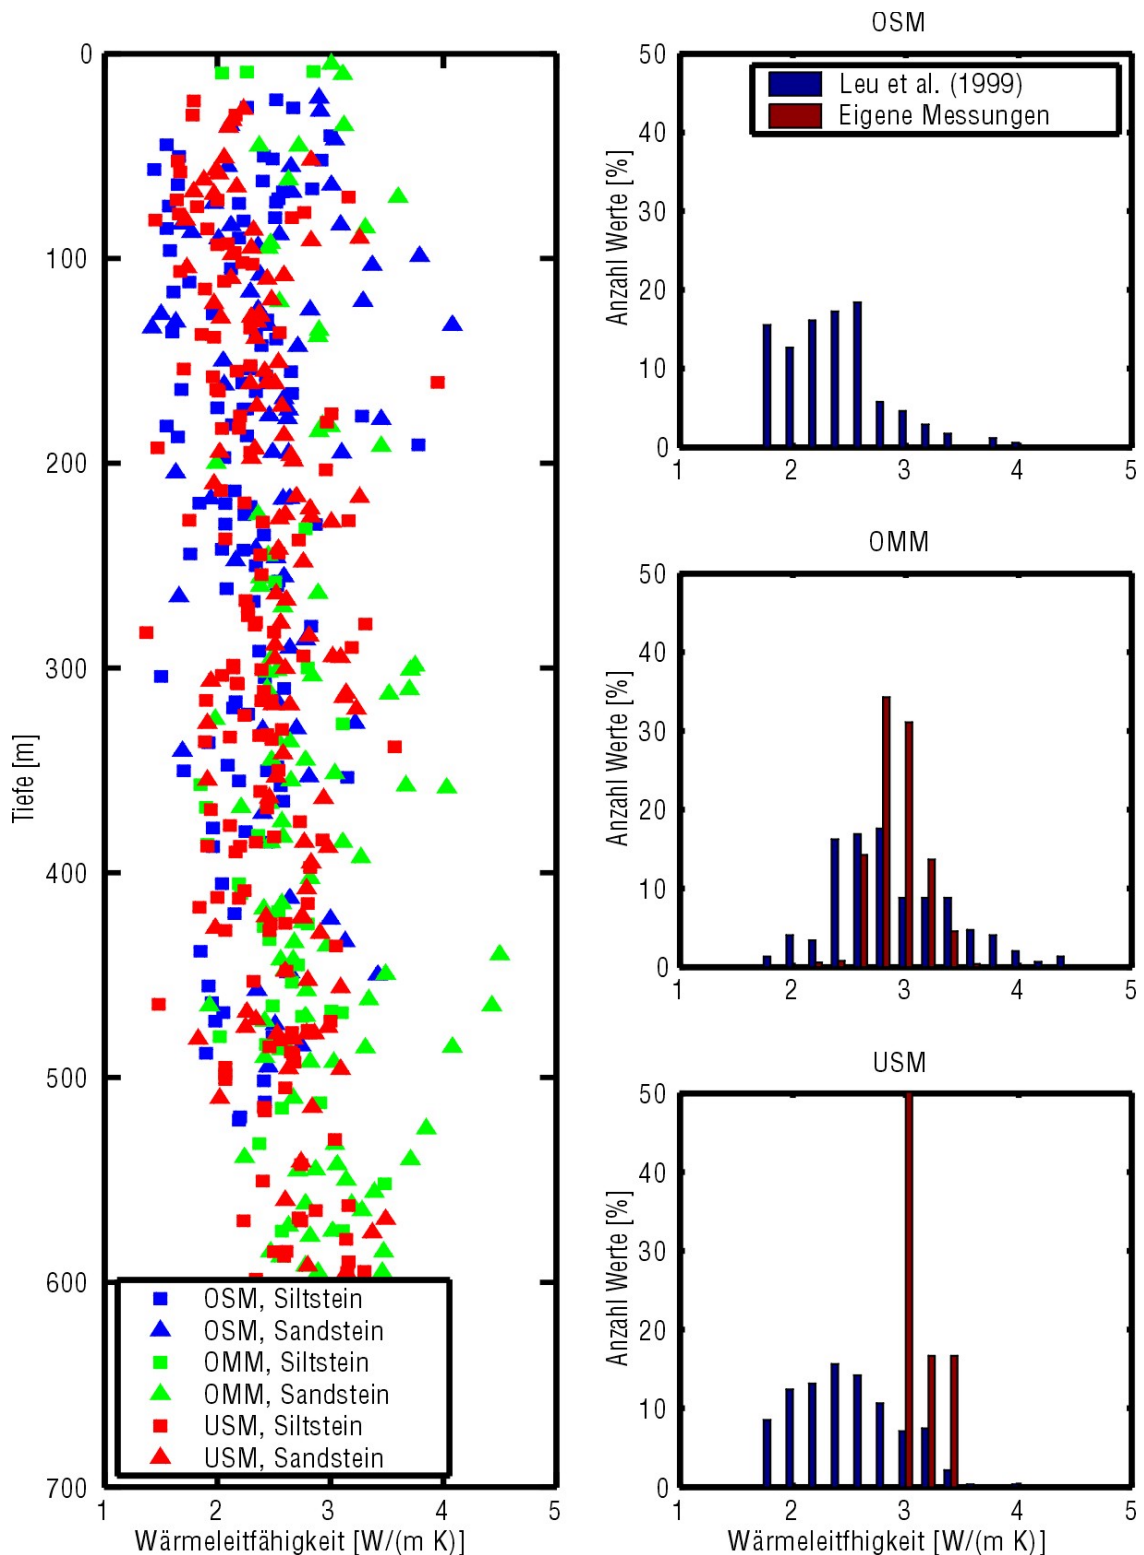 0
100
200
300
400
500
600
700
Tiefe [m]
OSM, Siltstein
OSM, Sandstein
OMM, Siltstein
OMM, Sandstein
USM, Siltstein
USM, Sandstein
1 2 3 4 5
Wärmeleitfähigkeit [W/(m K)]
OSM
50
40
30
20
10
0
Anzahl Werte [%]
Leu et al. (1999)
Eigene Messungen
1 2 3 4 5
OMM
50
40
30
20
10
0
Anzahl Werte [%]
1 2 3 4 5
USM
50
40
30
20
10
0
Anzahl Werte [%]
1 2 3 4 5
Wärmeleitfhigkeit [W/(m K)]